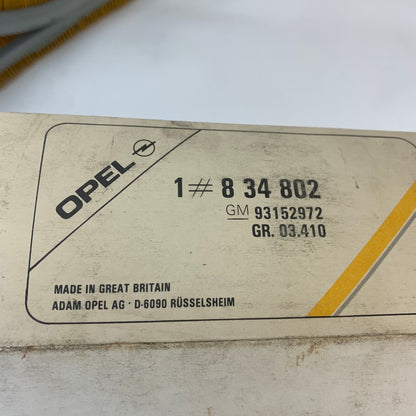 OPEL
1# 8 34 802
GM 93152972
GR. 03.410
MADE IN GREAT BRITAIN
ADAM OPEL AG · D-6090 RÜSSELSHEIM